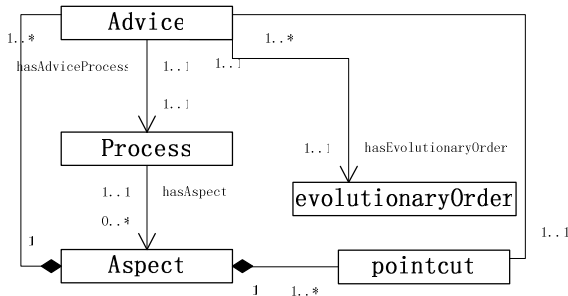 Advice
1..*
1..*
hasAdviceProcess
1..1
1..1
1..1
Process
1..1
hasEvolutionaryOrder
1..1
hasAspect
evolutionaryOrder
0..*
1
1..1
Aspect
pointcut
1
1..*